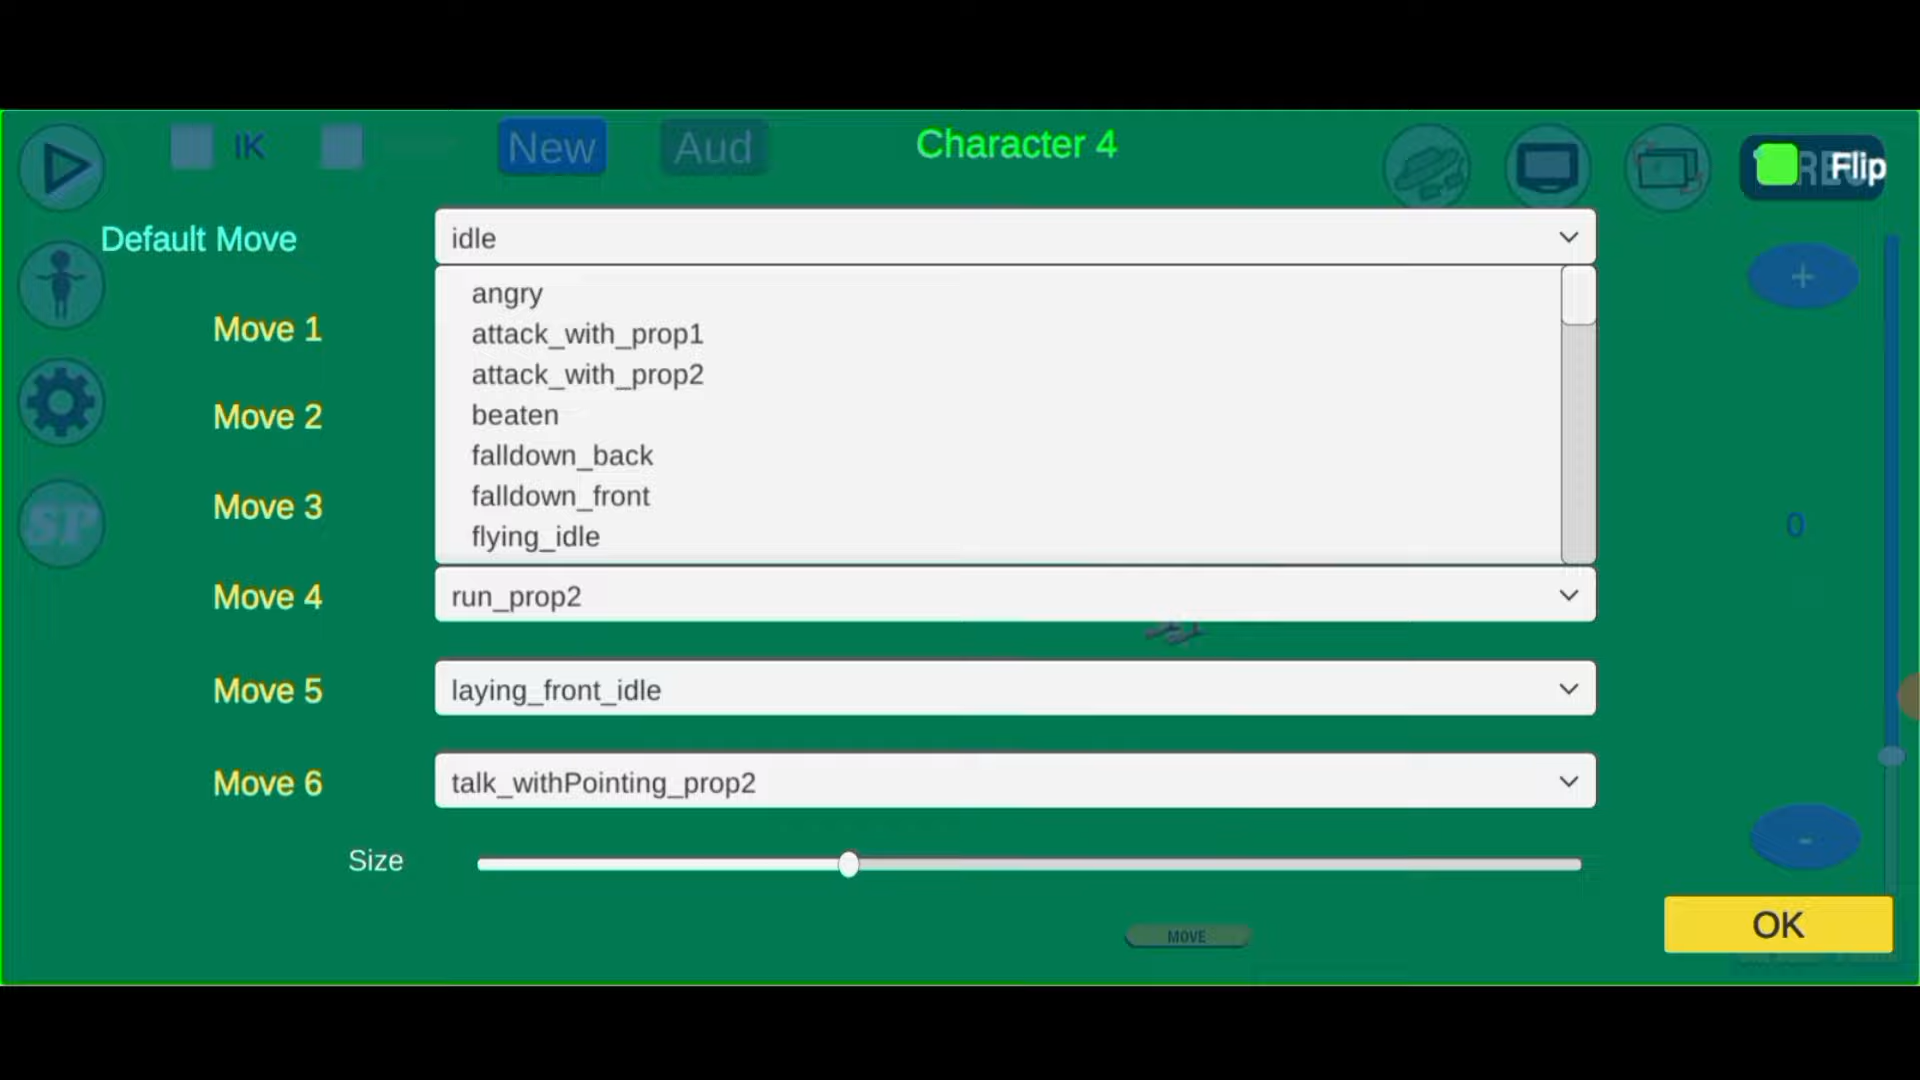 IK
New
Aud
Character 4
Flip
Default Move
idle
angry
Move 1
attack_with_prop1
attack_with_prop2
Move 2
beaten
falldown_back
Move 3
falldown_front
flying_idle
SP
0
Move 4
run_prop2
Move 5
laying_front_idle
Move 6
talk_withPointing_prop2
Size
OK
MOVE
+
-